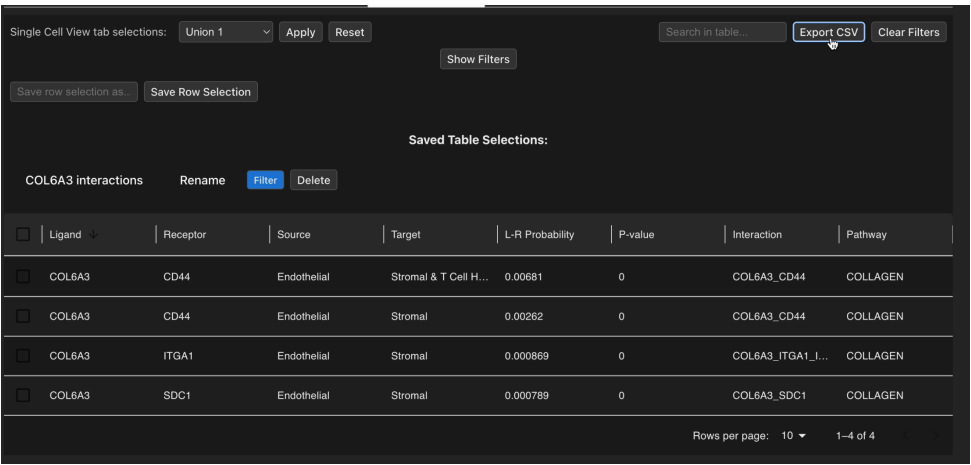 Single Cell View tab selections: Union 1 Apply Reset Search in table... Export CSV Clear Filters
Show Filters
Save row selection as... Save Row Selection
Saved Table Selections:
COL6A3 interactions Rename Filter Delete
Ligand Receptor Source Target L-R Probability P-value Interaction Pathway
COL6A3 CD44 Endothelial Stromal & T Cell H... 0.00681 0 COL6A3_CD44 COLLAGEN
COL6A3 CD44 Endothelial Stromal 0.00262 0 COL6A3_CD44 COLLAGEN
COL6A3 ITGA1 Endothelial Stromal 0.000869 0 COL6A3_ITGA1_I... COLLAGEN
COL6A3 SDC1 Endothelial Stromal 0.000789 0 COL6A3_SDC1 COLLAGEN
Rows per page: 10 1–4 of 4